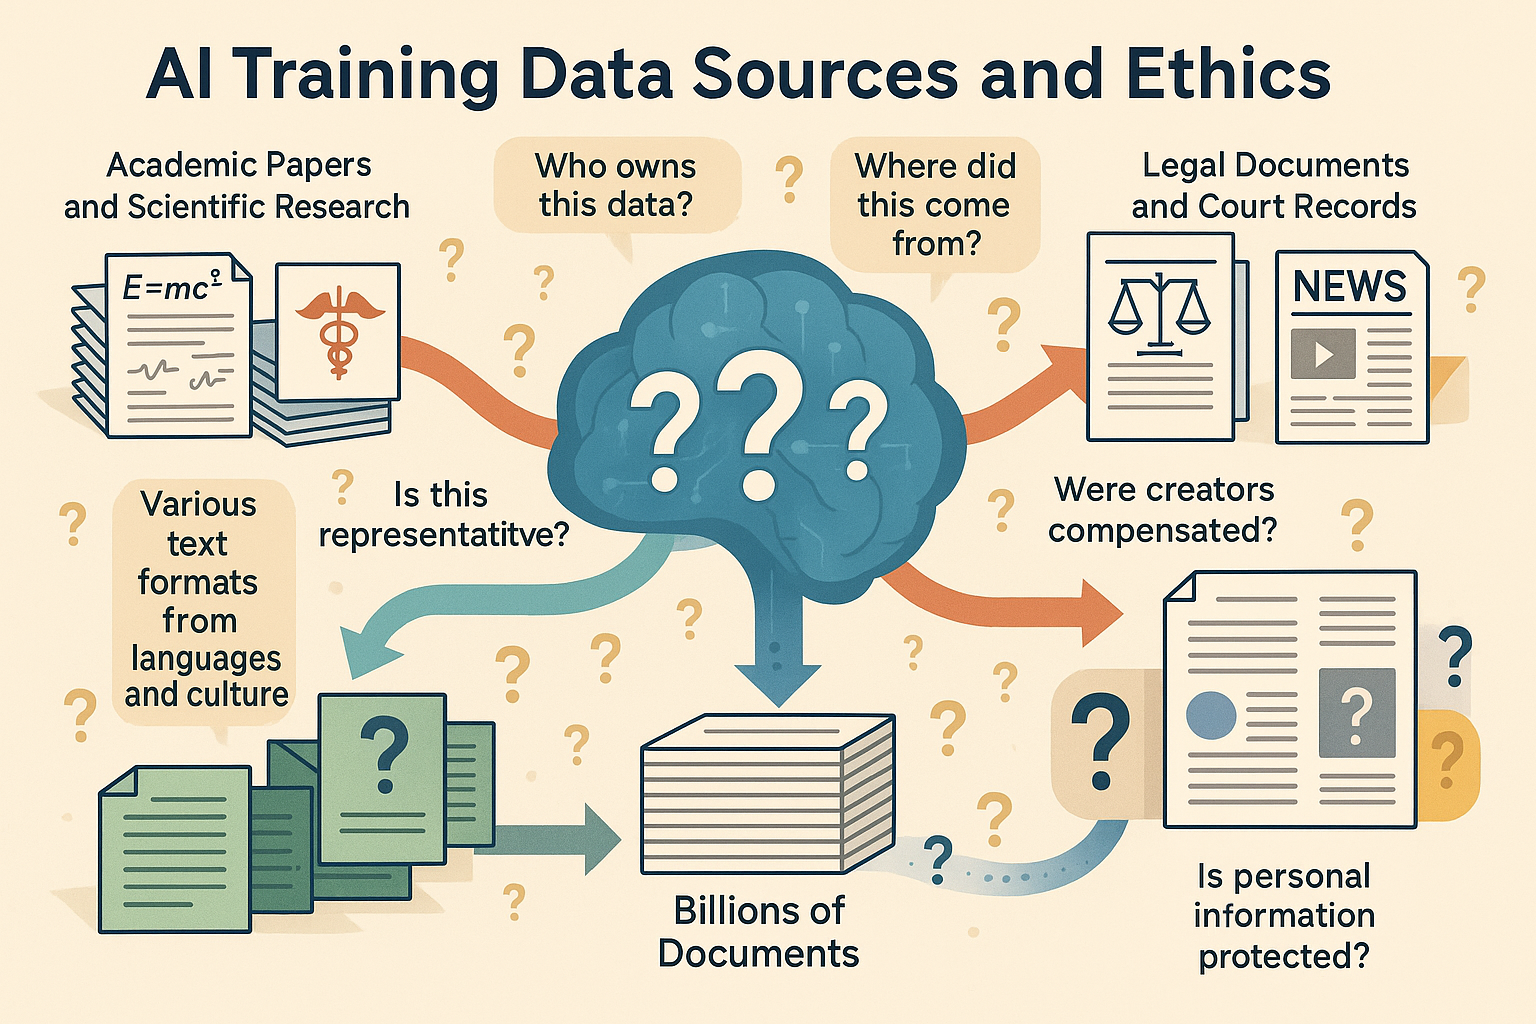 AI Training Data Sources and Ethics
Academic Papers
and Scientific Research
Who owns
this data?
?
Where did
this come
from?
Legal Documents
and Court Records
E=mc²
NEWS
? ? ?
Is this
representatitve?
Were creators
compensated?
Various
text
formats
from
languages
and culture
?
?
?
Billions of
Documents
Is personal
information
protected?